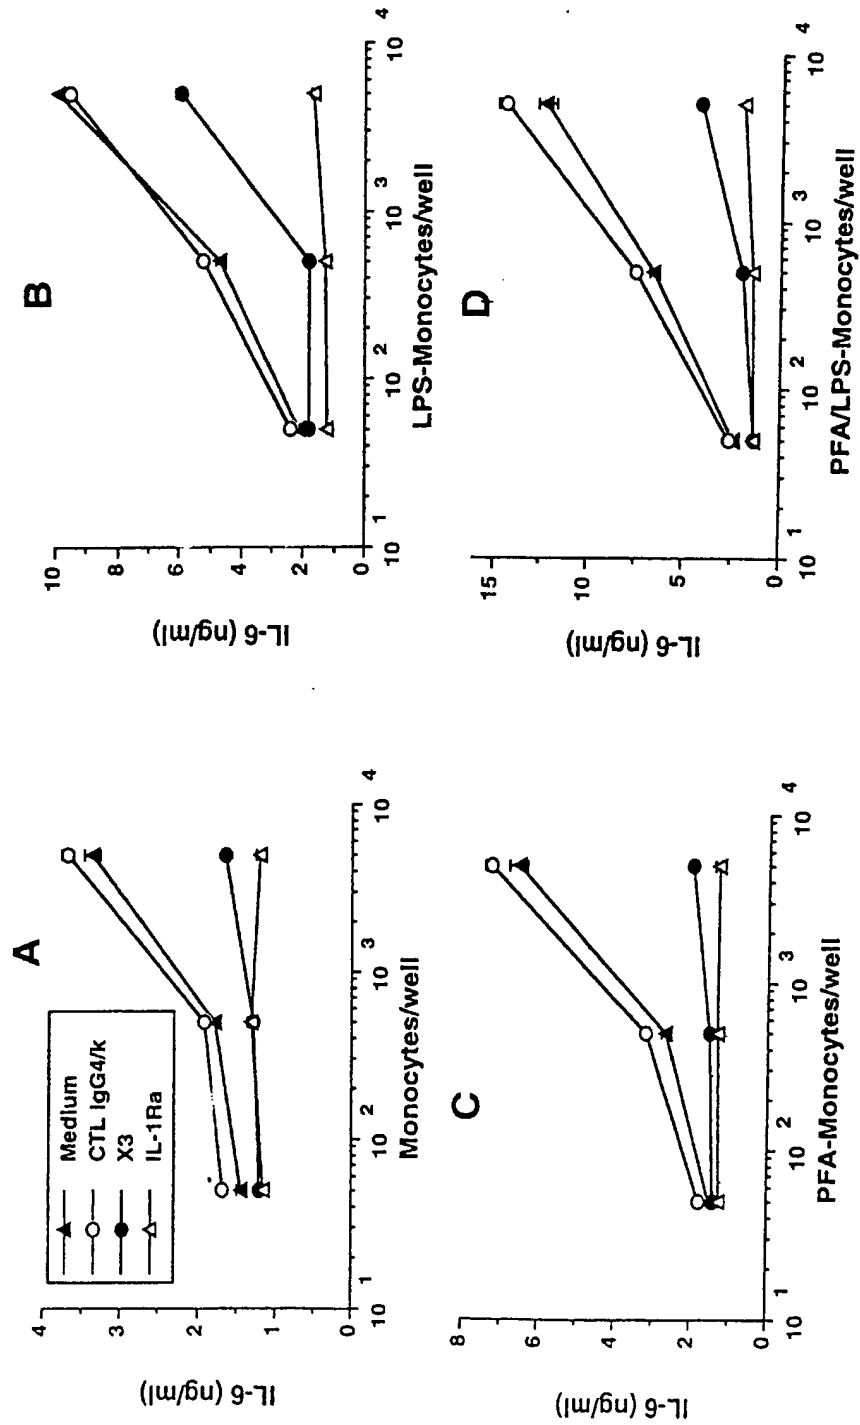 A
Medium
CTL IgG4/k
X3
IL-1Ra
IL-6 (ng/ml)
4
3
2
1
0
10 1
10 2
10 3
10 4
Monocytes/well
B
IL-6 (ng/ml)
10
8
6
4
2
0
10 1
10 2
10 3
10 4
LPS-Monocytes/well
C
IL-6 (ng/ml)
8
6
4
2
0
10 1
10 2
10 3
10 4
PFA-Monocytes/well
D
IL-6 (ng/ml)
15
10
5
0
10 1
10 2
10 3
10 4
PFA/LPS-Monocytes/well